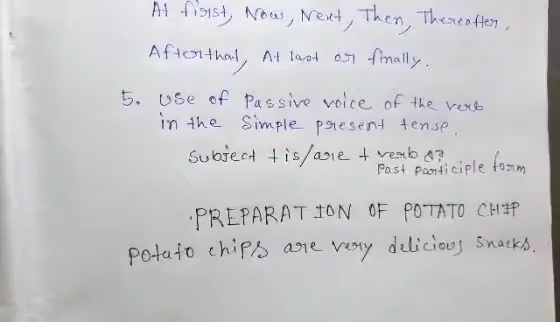 At first, Now, Next, Then, Thereafter,
After that, At last or finally.
5. Use of Passive voice of the verb
in the Simple present tense.
Subject + is/are + verb of
Past participle form
PREPARATION OF POTATO CHIP
Potato chips are very delicious snacks.